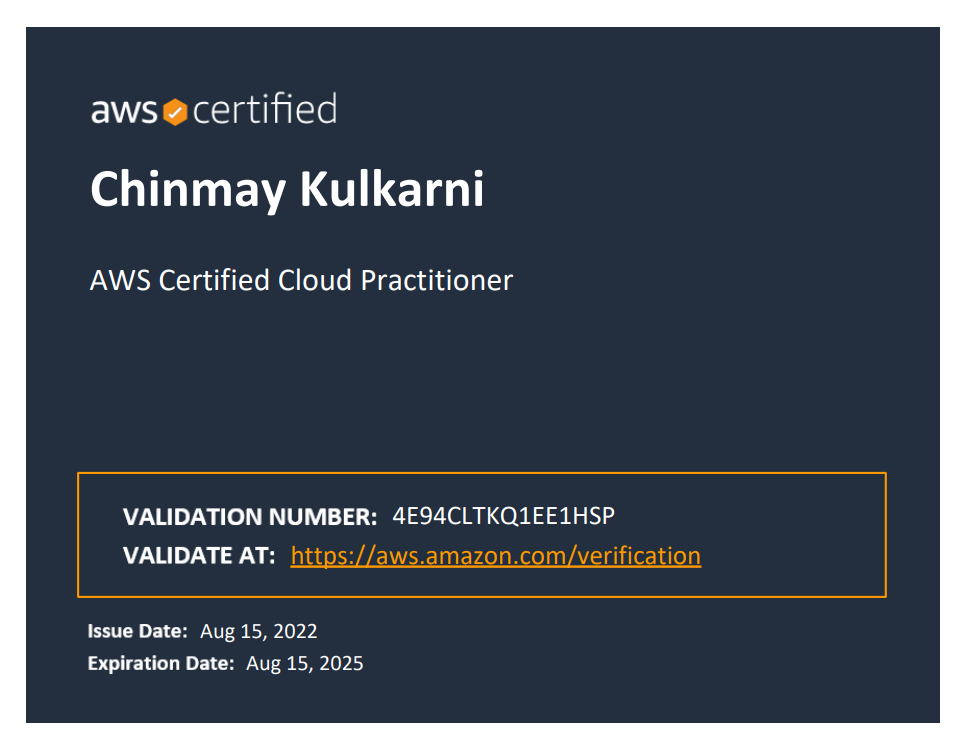 aws certified
Chinmay Kulkarni
AWS Certified Cloud Practitioner
VALIDATION NUMBER: 4E94CLTKQ1EE1HSP
VALIDATE AT: https://aws.amazon.com/verification
Issue Date: Aug 15, 2022
Expiration Date: Aug 15, 2025